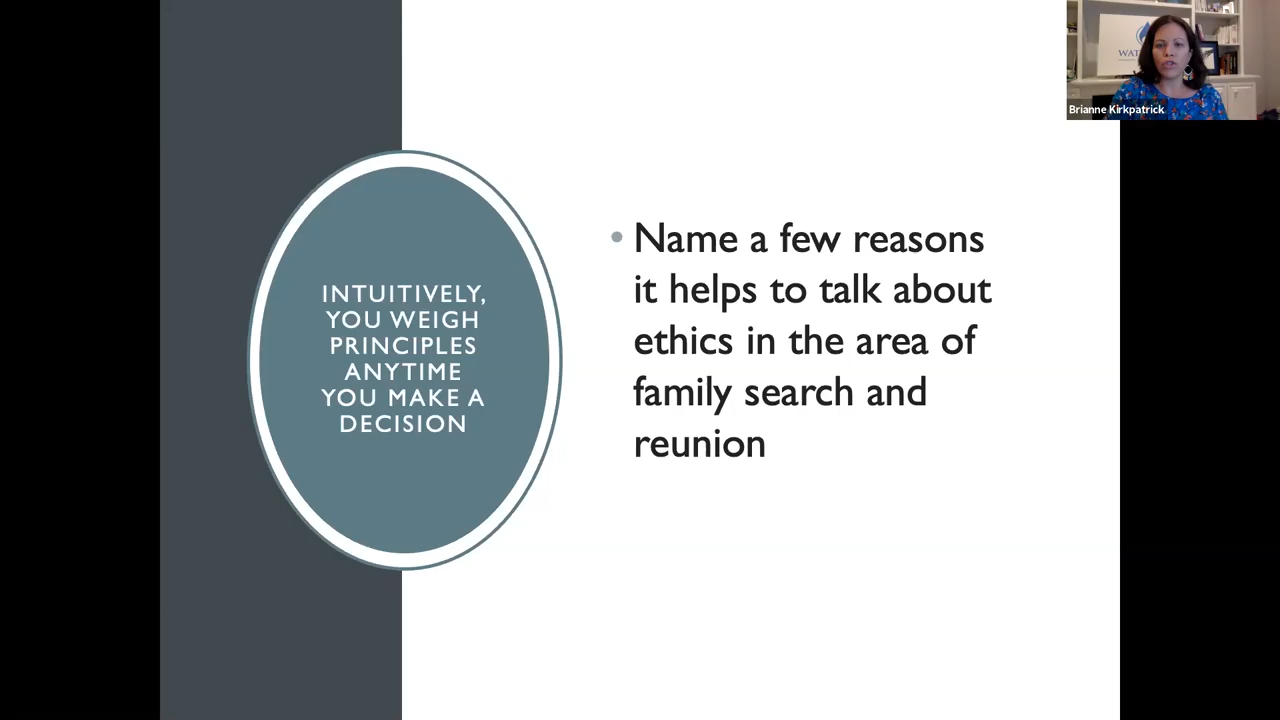 INTUITIVELY,
YOU WEIGH
PRINCIPLES
ANYTIME
YOU MAKE A
DECISION
• Name a few reasons
it helps to talk about
ethics in the area of
family search and
reunion
Brianne Kirkpatrick